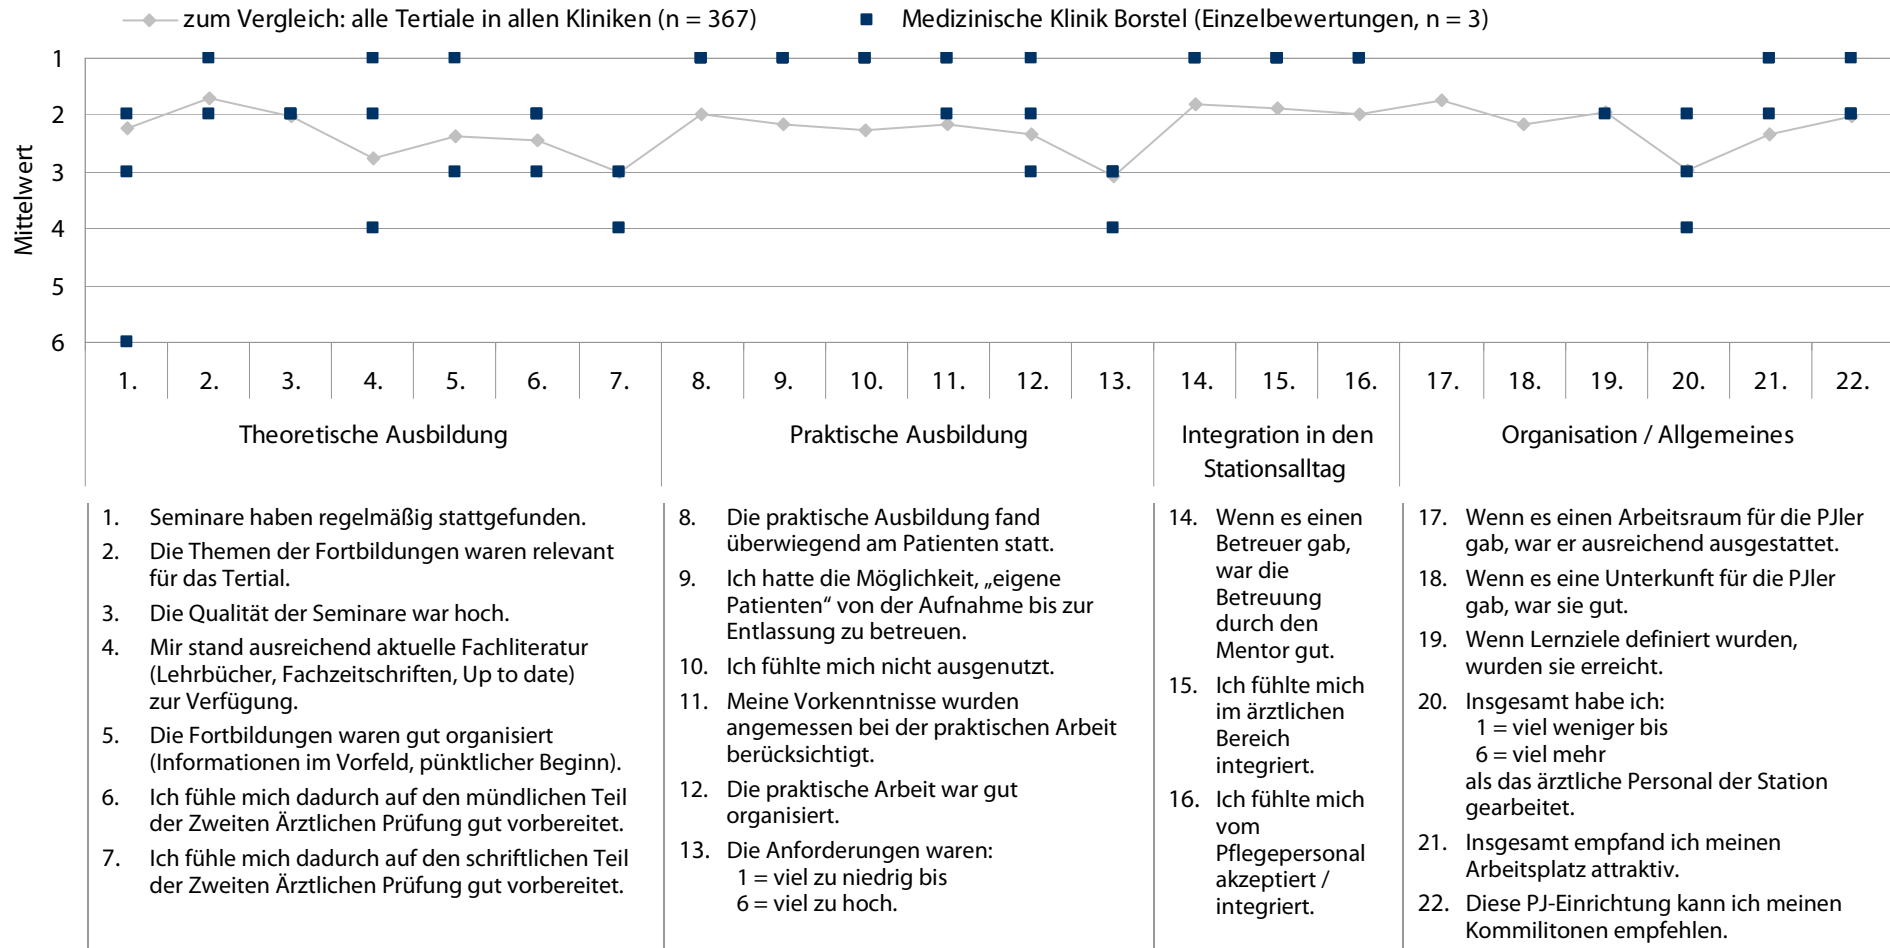 zum Vergleich: alle Tertiale in allen Kliniken (n = 367)
Medizinische Klinik Borstel (Einzelbewertungen, n = 3)
Mittelwert
1
2
3
4
5
6
1. 2. 3. 4. 5. 6. 7. 8. 9. 10. 11. 12. 13. 14. 15. 16. 17. 18. 19. 20. 21. 22.
Theoretische Ausbildung
Praktische Ausbildung
Integration in den
Stationsalltag
Organisation / Allgemeines
1. Seminare haben regelmäßig stattgefunden.
2. Die Themen der Fortbildungen waren relevant
für das Tertial.
3. Die Qualität der Seminare war hoch.
4. Mir stand ausreichend aktuelle Fachliteratur
(Lehrbücher, Fachzeitschriften, Up to date)
zur Verfügung.
5. Die Fortbildungen waren gut organisiert
(Informationen im Vorfeld, pünktlicher Beginn).
6. Ich fühle mich dadurch auf den mündlichen Teil
der Zweiten Ärztlichen Prüfung gut vorbereitet.
7. Ich fühle mich dadurch auf den schriftlichen Teil
der Zweiten Ärztlichen Prüfung gut vorbereitet.
8. Die praktische Ausbildung fand
überwiegend am Patienten statt.
9. Ich hatte die Möglichkeit, „eigene
Patienten“ von der Aufnahme bis zur
Entlassung zu betreuen.
10. Ich fühlte mich nicht ausgenutzt.
11. Meine Vorkenntnisse wurden
angemessen bei der praktischen Arbeit
berücksichtigt.
12. Die praktische Arbeit war gut
organisiert.
13. Die Anforderungen waren:
1 = viel zu niedrig bis
6 = viel zu hoch.
14. Wenn es einen
Betreuer gab,
war die
Betreuung
durch den
Mentor gut.
15. Ich fühlte mich
im ärztlichen
Bereich
integriert.
16. Ich fühlte mich
vom
Pflegepersonal
akzeptiert /
integriert.
17. Wenn es einen Arbeitsraum für die PJler
gab, war er ausreichend ausgestattet.
18. Wenn es eine Unterkunft für die PJler
gab, war sie gut.
19. Wenn Lernziele definiert wurden,
wurden sie erreicht.
20. Insgesamt habe ich:
1 = viel weniger bis
6 = viel mehr
als das ärztliche Personal der Station
gearbeitet.
21. Insgesamt empfand ich meinen
Arbeitsplatz attraktiv.
22. Diese PJ-Einrichtung kann ich meinen
Kommilitonen empfehlen.